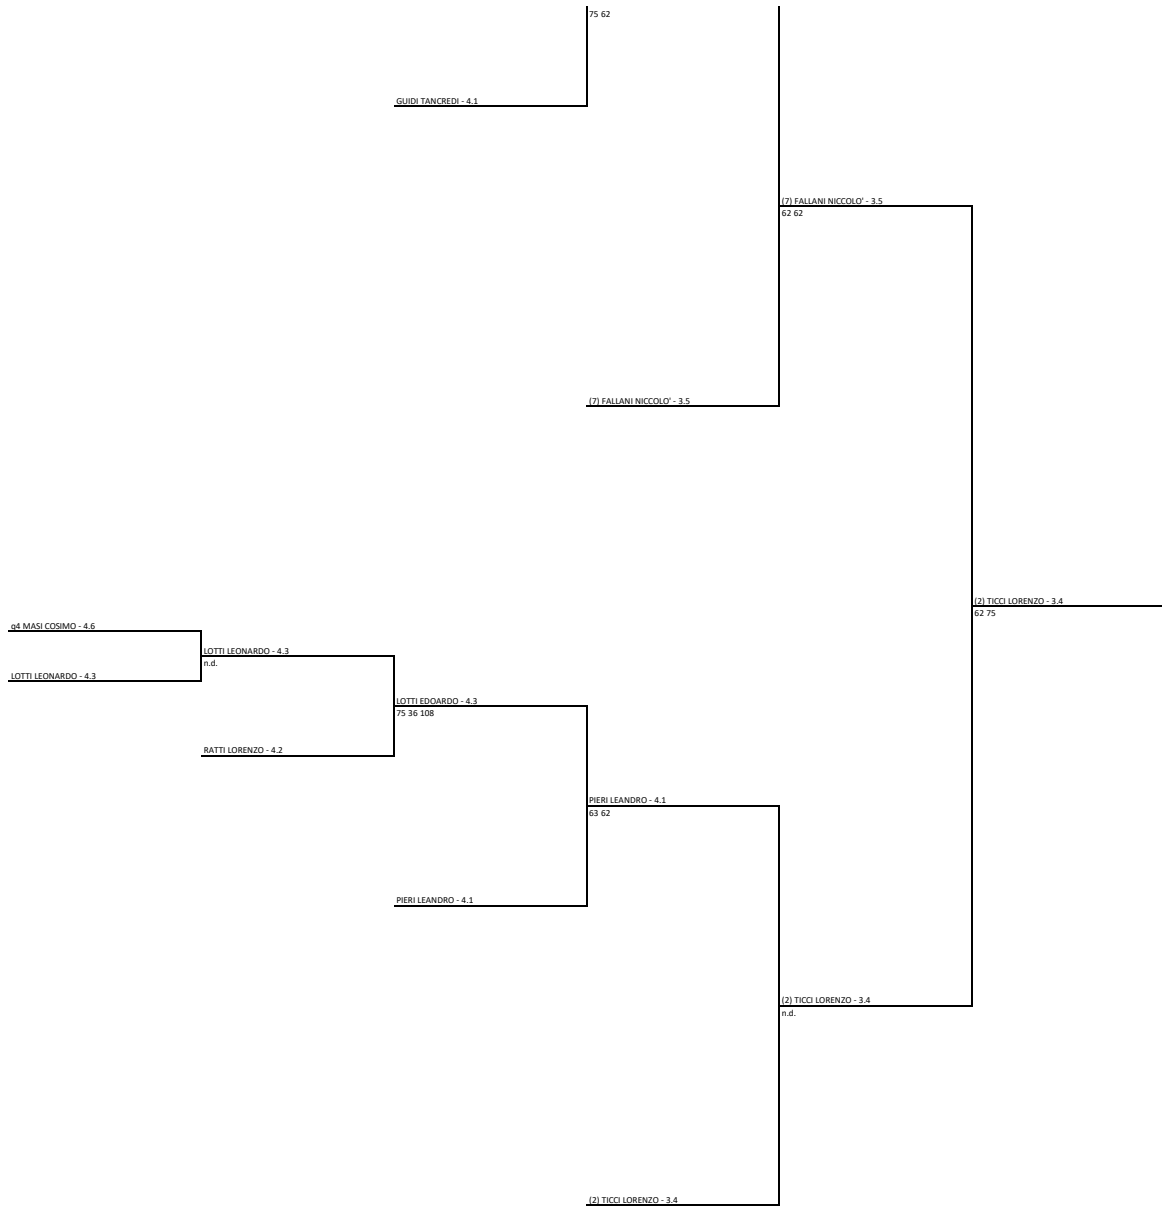 75 62
GUIDI TANCREDI - 4.1
(7) FALLANI NICCOLO' - 3.5
62 62
(7) FALLANI NICCOLO' - 3.5
(2) TICCI LORENZO - 3.4
62 75
q4 MASI COSIMO - 4.6
LOTTI LEONARDO - 4.3
n.d.
LOTTI LEONARDO - 4.3
LOTTI EDOARDO - 4.3
75 36 108
RATTI LORENZO - 4.2
PIERI LEANDRO - 4.1
63 62
PIERI LEANDRO - 4.1
(2) TICCI LORENZO - 3.4
n.d.
(2) TICCI LORENZO - 3.4